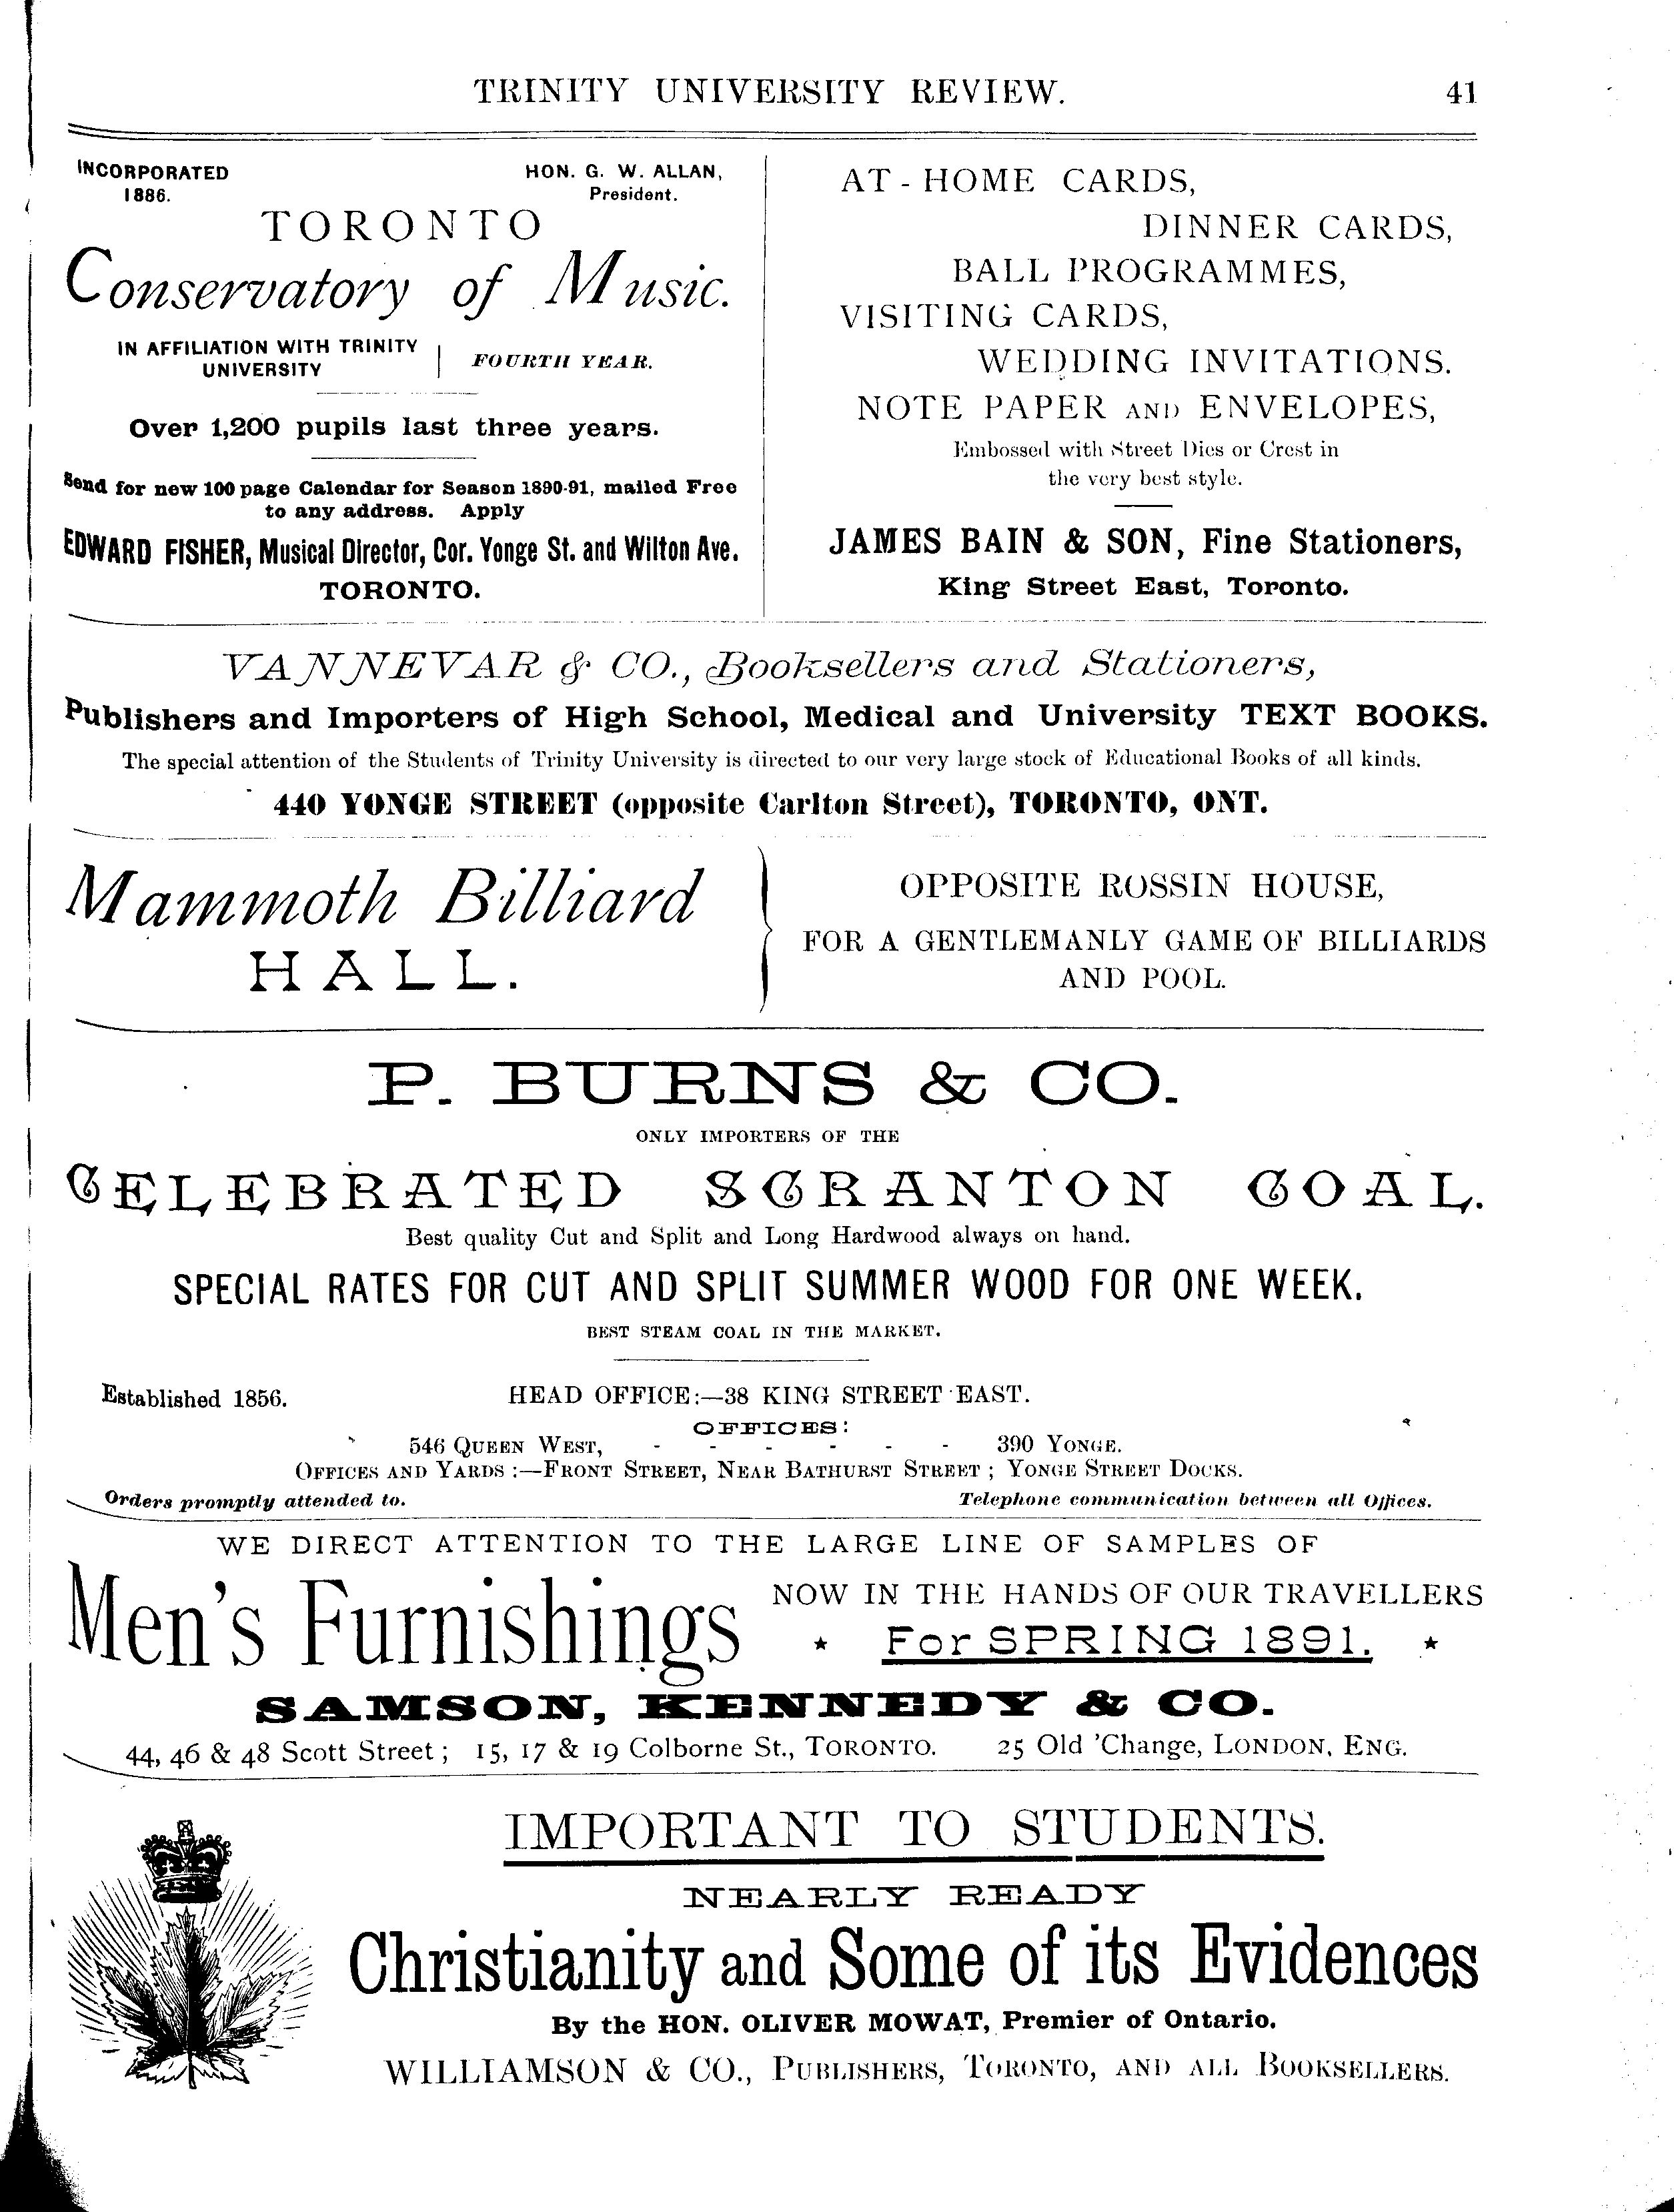 TRINITY UNIVERSITY REVIEW. 41
INCORPORATED
1886.
HON. G. W. ALLAN,
President.
TORONTO
Conservatory of Music.
IN AFFILIATION WITH TRINITY
UNIVERSITY
FOURTH YEAR.
Over 1,200 pupils last three years.
Send for new 100 page Calendar for Season 1890-91, mailed Free
to any address. Apply
EDWARD FISHER, Musical Director, Cor. Yonge St. and Wilton Ave.
TORONTO.
AT-HOME CARDS,
DINNER CARDS,
BALL PROGRAMMES,
VISITING CARDS,
WEDDING INVITATIONS.
NOTE PAPER AND ENVELOPES,
Embossed with Street Dies or Crest in
the very best style.
JAMES BAIN & SON, Fine Stationers,
King Street East, Toronto.
VANNEVAR & CO., Booksellers and Stationers,
Publishers and Importers of High School, Medical and University TEXT BOOKS.
The special attention of the Students of Trinity University is directed to our very large stock of Educational Books of all kinds.
440 YONGE STREET (opposite Carlton Street), TORONTO, ONT.
Mammoth Billiard
HALL.
OPPOSITE ROSSIN HOUSE,
FOR A GENTLEMANLY GAME OF BILLIARDS
AND POOL.
P. BURNS & CO.
ONLY IMPORTERS OF THE
CELEBRATED SCRANTON COAL.
Best quality Cut and Split and Long Hardwood always on hand.
SPECIAL RATES FOR CUT AND SPLIT SUMMER WOOD FOR ONE WEEK.
BEST STEAM COAL IN THE MARKET.
Established 1856. HEAD OFFICE:—38 KING STREET EAST.
OFFICES:
546 QUEEN WEST, - - - - - - 390 YONGE.
OFFICES AND YARDS :—FRONT STREET, NEAR BATHURST STREET ; YONGE STREET DOCKS.
Orders promptly attended to. Telephone communication between all Offices.
WE DIRECT ATTENTION TO THE LARGE LINE OF SAMPLES OF
Men's Furnishings
NOW IN THE HANDS OF OUR TRAVELLERS
* For SPRING 1891. *
SAMSON, KENNEDY & CO.
44, 46 & 48 Scott Street; 15, 17 & 19 Colborne St., TORONTO. 25 Old 'Change, LONDON, ENG.
IMPORTANT TO STUDENTS.
NEARLY READY
Christianity and Some of its Evidences
By the HON. OLIVER MOWAT, Premier of Ontario.
WILLIAMSON & CO., PUBLISHERS, TORONTO, AND ALL BOOKSELLERS.